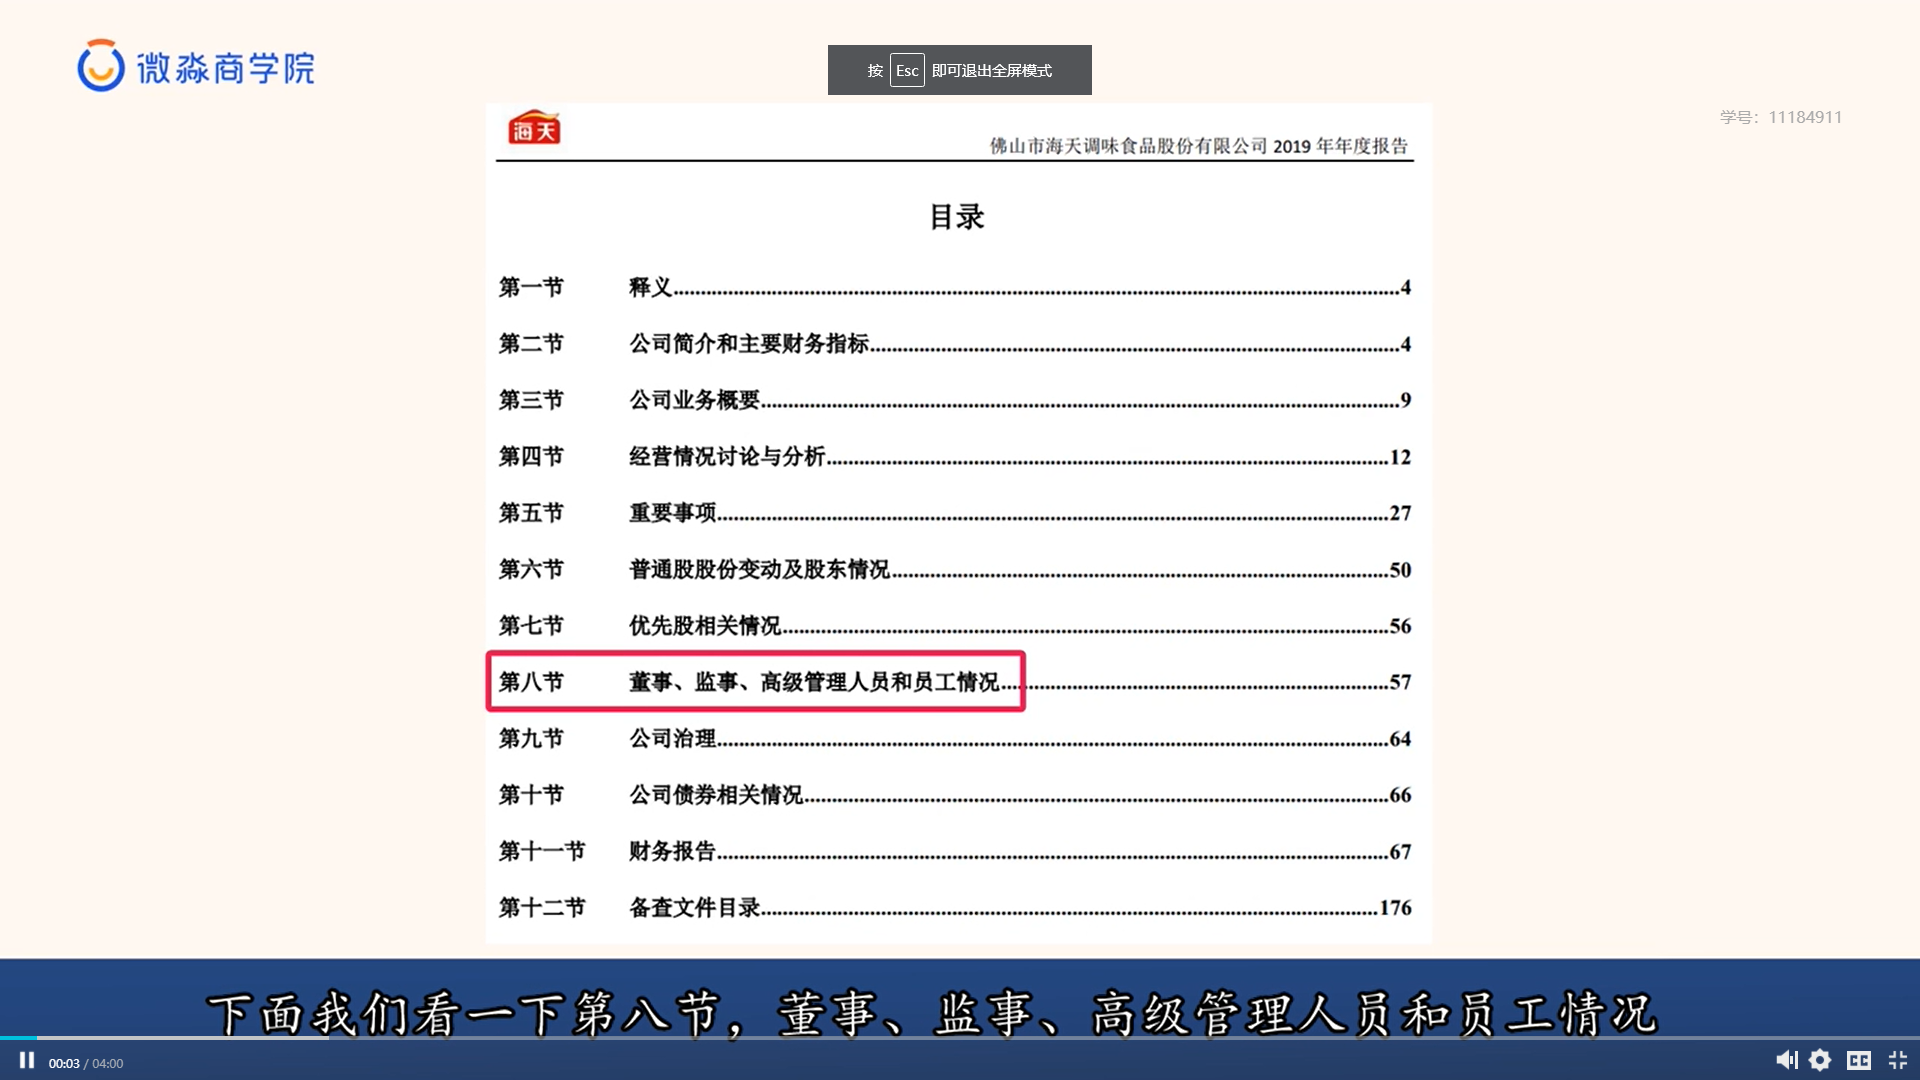 微淼商学院
按 Esc 即可退出全屏模式
学号：11184911
海天
佛山市海天调味食品股份有限公司 2019 年年度报告
目录
第一节 释义....................4
第二节 公司简介和主要财务指标....................4
第三节 公司业务概要....................9
第四节 经营情况讨论与分析....................12
第五节 重要事项....................27
第六节 普通股股份变动及股东情况....................50
第七节 优先股相关情况....................56
第八节 董事、监事、高级管理人员和员工情况....................57
第九节 公司治理....................64
第十节 公司债券相关情况....................66
第十一节 财务报告....................67
第十二节 备查文件目录....................176
下面我们看一下第八节，董事、监事、高级管理人员和员工情况
00:03 / 04:00
CC